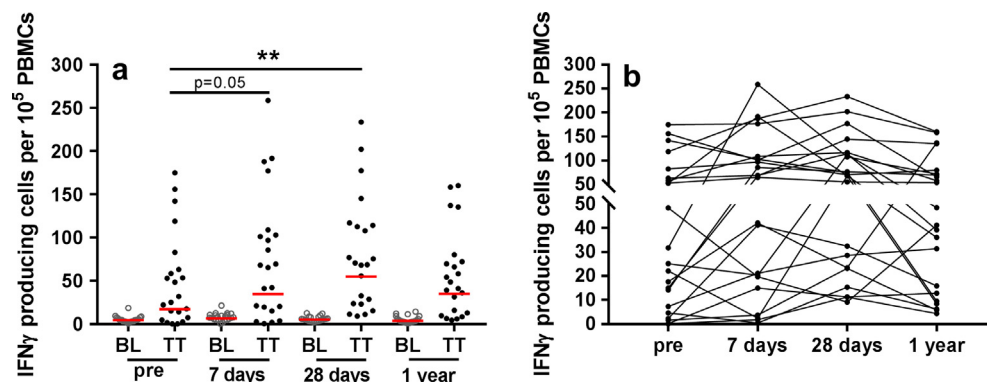 IFNγ producing cells per 10⁵ PBMCs
a
**
p=0.05
300
250
200
150
100
50
0
BL TT BL TT BL TT BL TT
pre 7 days 28 days 1 year
IFNγ producing cells per 10⁵ PBMCs
b
300
250
200
150
100
50
50
40
30
20
10
0
pre 7 days 28 days 1 year